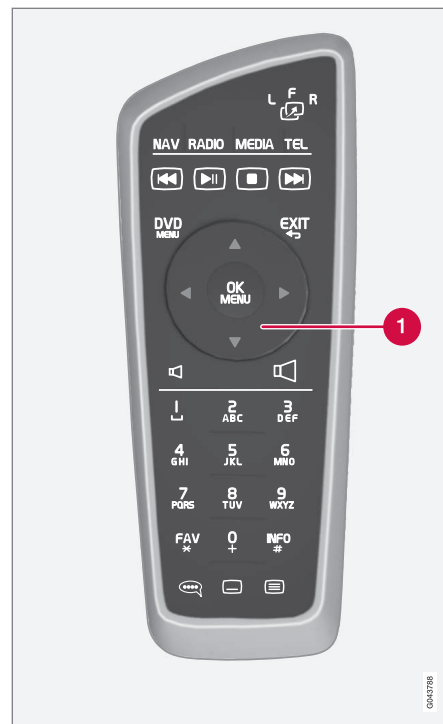 L F R
NAV RADIO MEDIA TEL
DVD EXIT
MENU
OK
MENU
1
1 2 3
ABC DEF
4 5 6
GHI JKL MNO
7 8 9
PQRS TUV WXYZ
FAV 0 INFO
* + #
G043788